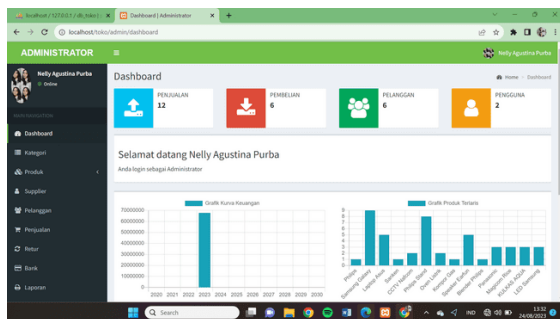 localhost / 127.0.0.1 / db_toko |
Dashboard | Administrator
localhost/toko/admin/dashboard
ADMINISTRATOR
Nelly Agustina Purba
Nelly Agustina Purba
Online
MAIN NAVIGATION
Dashboard
Kategori
Produk
Supplier
Pelanggan
Penjualan
Retur
Bank
Laporan
Dashboard
Home
Dashboard
PENJUALAN
12
PEMBELIAN
6
PELANGGAN
6
PENGGUNA
2
Selamat datang Nelly Agustina Purba
Anda login sebagai Administrator
Grafik Kurva Keuangan
70000000
60000000
50000000
40000000
30000000
20000000
10000000
0
2020 2021 2022 2023 2024 2025 2026 2027 2028 2029 2030
Grafik Produk Terlaris
9
8
7
6
5
4
3
2
1
0
Philips
Samsung Galaxy
Laptop Asus
Sanken
CCTV Nathans
Philips Stand
Oven Listrik
Kompor Gas
Speaker Earfun
Blender Philips
Panasonic
Magicom Rice
KULKAS AQUA
LED Samsung
Search
IND
13:32
24/08/2023